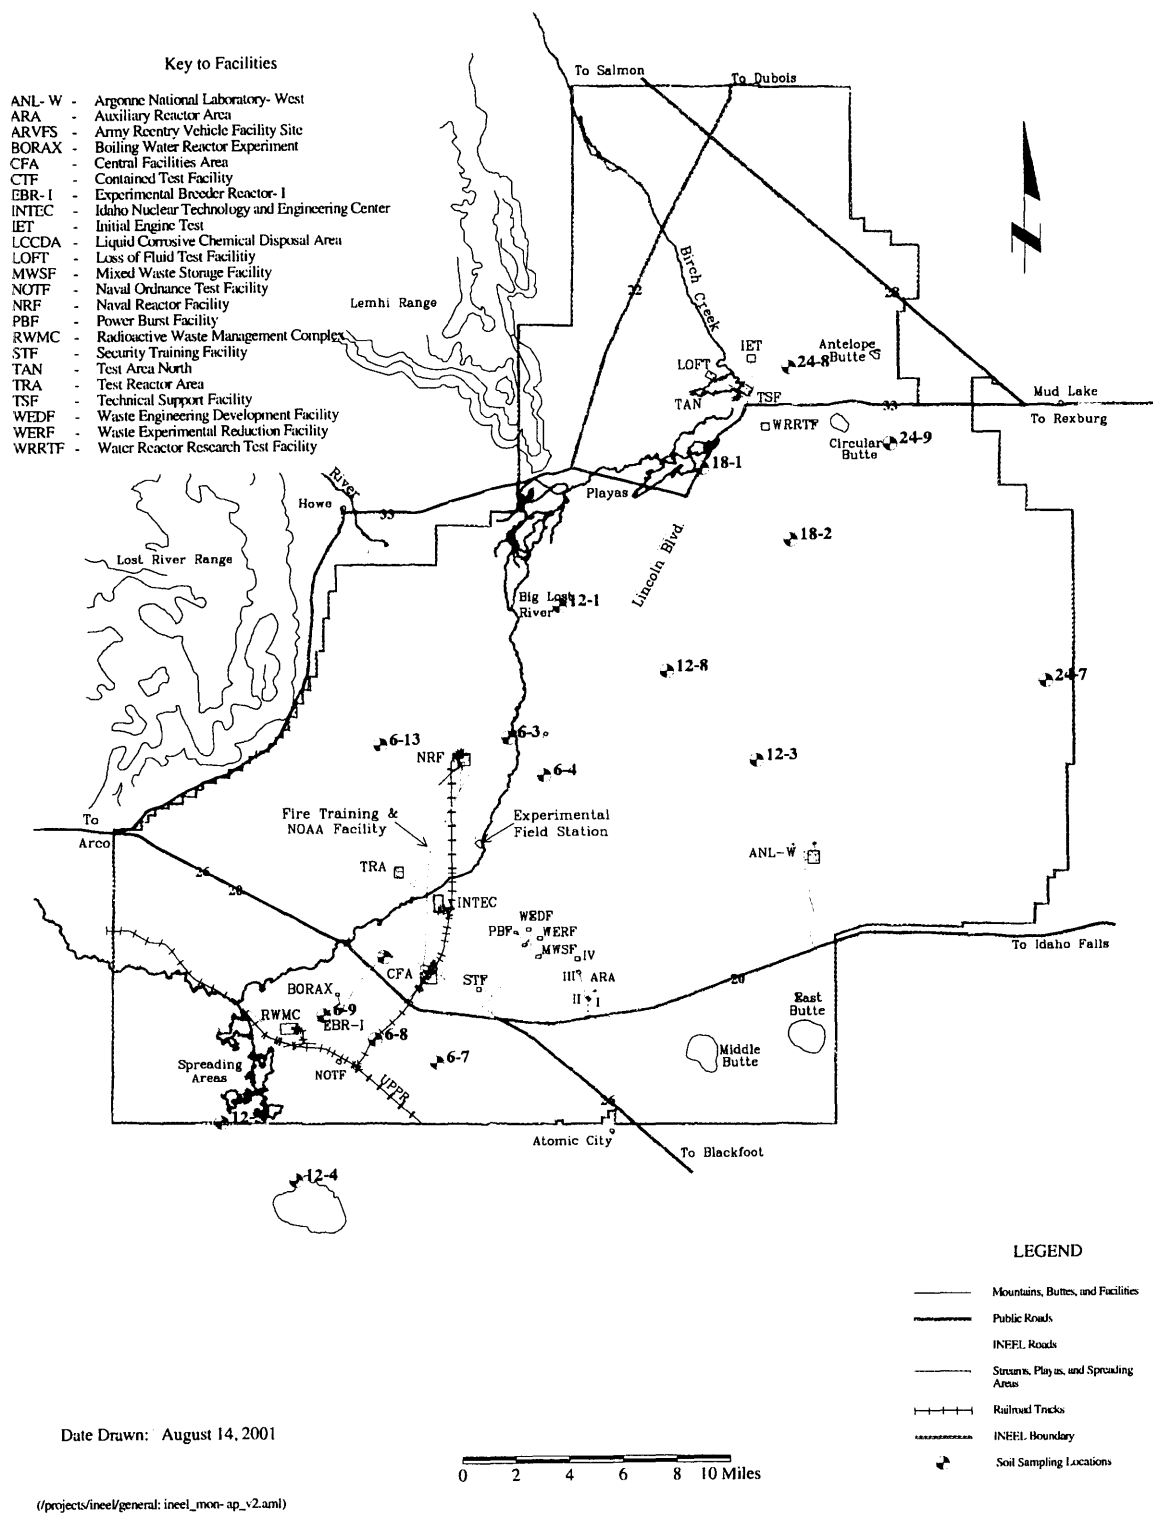 Key to Facilities
ANL-W - Argonne National Laboratory-West
ARA - Auxiliary Reactor Area
ARVFS - Army Reentry Vehicle Facility Site
BORAX - Boiling Water Reactor Experiment
CFA - Central Facilities Area
CTF - Contained Test Facility
EBR-I - Experimental Breeder Reactor-I
INTEC - Idaho Nuclear Technology and Engineering Center
IET - Initial Engine Test
LCCDA - Liquid Corrosive Chemical Disposal Area
LOFT - Loss of Fluid Test Facilitiy
MWSF - Mixed Waste Storage Facility
NOTF - Naval Ordnance Test Facility
NRF - Naval Reactor Facility
PBF - Power Burst Facility
RWMC - Radioactive Waste Management Complex
STF - Security Training Facility
TAN - Test Area North
TRA - Test Reactor Area
TSF - Technical Support Facility
WEDF - Waste Engineering Development Facility
WERF - Waste Experimental Reduction Facility
WRRTF - Water Reactor Research Test Facility
To Salmon
To Dubois
Birch Creek
22
28
Lemhi Range
IET
Antelope
Butte
24-8
LOFT
TAN
TSF
33
Mud Lake
To Rexburg
WRRTF
Circular
Butte
24-9
18-1
Playas
River
Howe
33
18-2
Lincoln Blvd.
Lost River Range
Big Lost
River
12-1
12-8
24-7
6-13
6-3
NRF
6-4
12-3
To
Arco
Fire Training &
NOAA Facility
Experimental
Field Station
ANL-W
26
20
TRA
INTEC
WEDF
PBF
WERF
MWSF
IV
III
ARA
II
I
To Idaho Falls
CFA
STF
20
BORAX
6-9
EBR-I
RWMC
6-8
East
Butte
Middle
Butte
6-7
NOTF
Spreading
Areas
UPPR
26
Atomic City
To Blackfoot
12-4
LEGEND
Mountains, Buttes, and Facilities
Public Roads
INEEL Roads
Streams, Playas, and Spreading
Areas
Railroad Tracks
INEEL Boundary
Soil Sampling Locations
Date Drawn: August 14, 2001
0 2 4 6 8 10 Miles
(/projects/ineel/general: ineel_mon-ap_v2.aml)